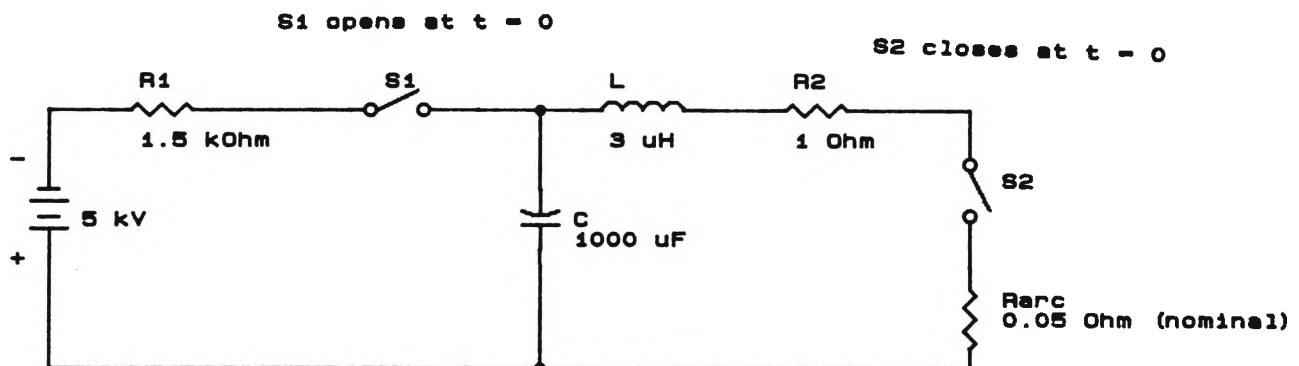 S1 opens at t = 0
S2 closes at t = 0
R1
S1
L
R2
1.5 kOhm
3 uH
1 Ohm
-
S2
5 kV
C
1000 uF
+
Rarc
0.05 Ohm (nominal)